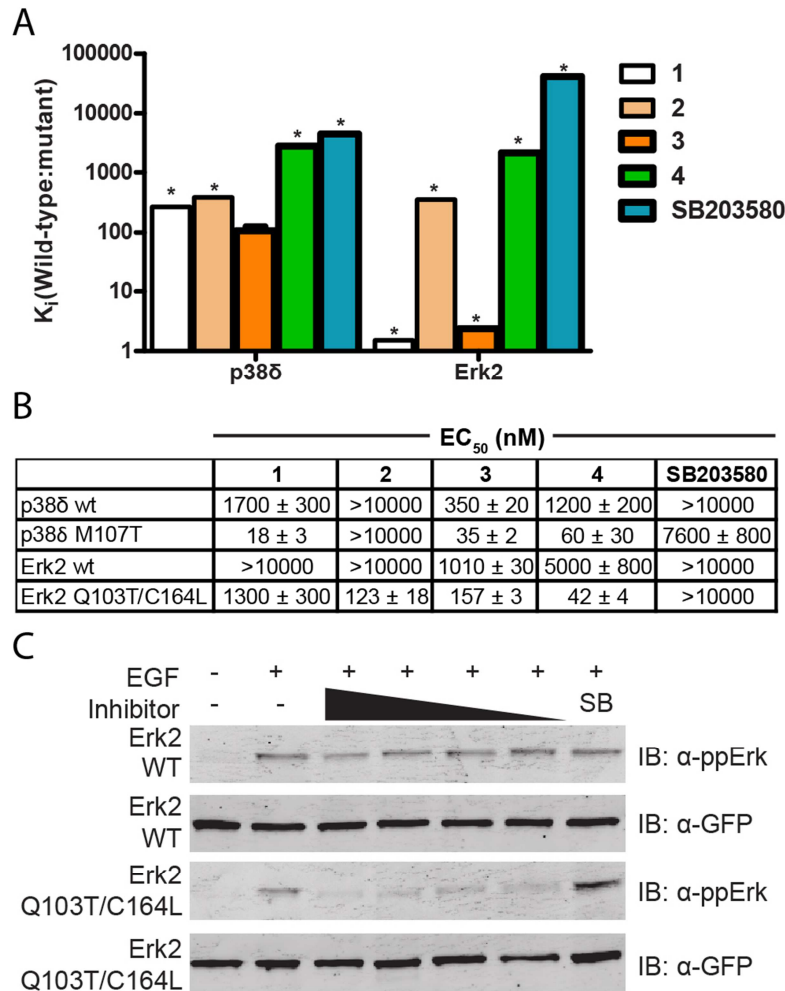 A
Ki(Wild-type:mutant)
100000
10000
1000
100
10
1
* * * * * * * * *
p38δ Erk2
1
2
3
4
SB203580
B
EC50 (nM)
1 2 3 4 SB203580
p38δ wt 1700 ± 300 >10000 350 ± 20 1200 ± 200 >10000
p38δ M107T 18 ± 3 >10000 35 ± 2 60 ± 30 7600 ± 800
Erk2 wt >10000 >10000 1010 ± 30 5000 ± 800 >10000
Erk2 Q103T/C164L 1300 ± 300 123 ± 18 157 ± 3 42 ± 4 >10000
C
EGF - + + + + + +
Inhibitor - - SB
Erk2
WT
IB: α-ppErk
Erk2
WT
IB: α-GFP
Erk2
Q103T/C164L
IB: α-ppErk
Erk2
Q103T/C164L
IB: α-GFP